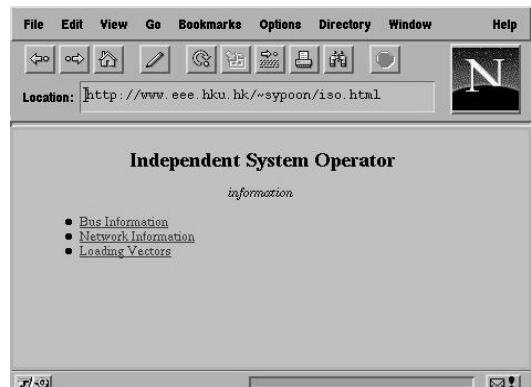 File Edit View Go Bookmarks Options Directory Window Help
Location: http://www.eee.hku.hk/~sypoon/iso.html
N
Independent System Operator
information
Bus Information
Network Information
Loading Vectors